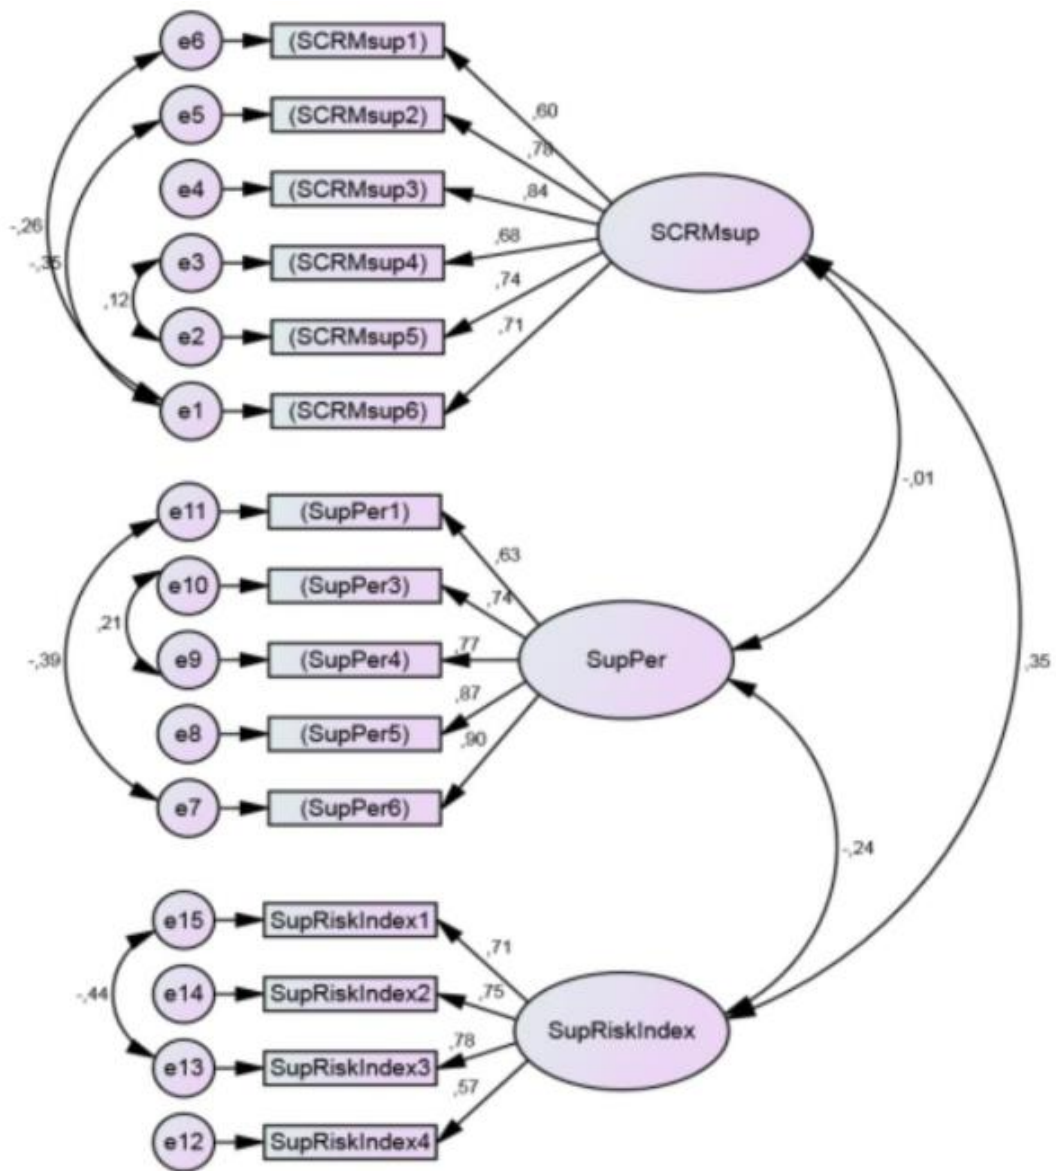 e6
(SCRMsup1)
,60
e5
(SCRMsup2)
,78
e4
(SCRMsup3)
,84
SCRMsup
-,26
-,35
e3
(SCRMsup4)
,68
,12
e2
(SCRMsup5)
,74
e1
(SCRMsup6)
,71
-,01
e11
(SupPer1)
,63
e10
(SupPer3)
,74
,21
-,39
e9
(SupPer4)
,77
SupPer
,35
e8
(SupPer5)
,87
e7
(SupPer6)
,90
-,24
e15
SupRiskIndex1
,71
-,44
e14
SupRiskIndex2
,75
SupRiskIndex
e13
SupRiskIndex3
,78
e12
SupRiskIndex4
,57